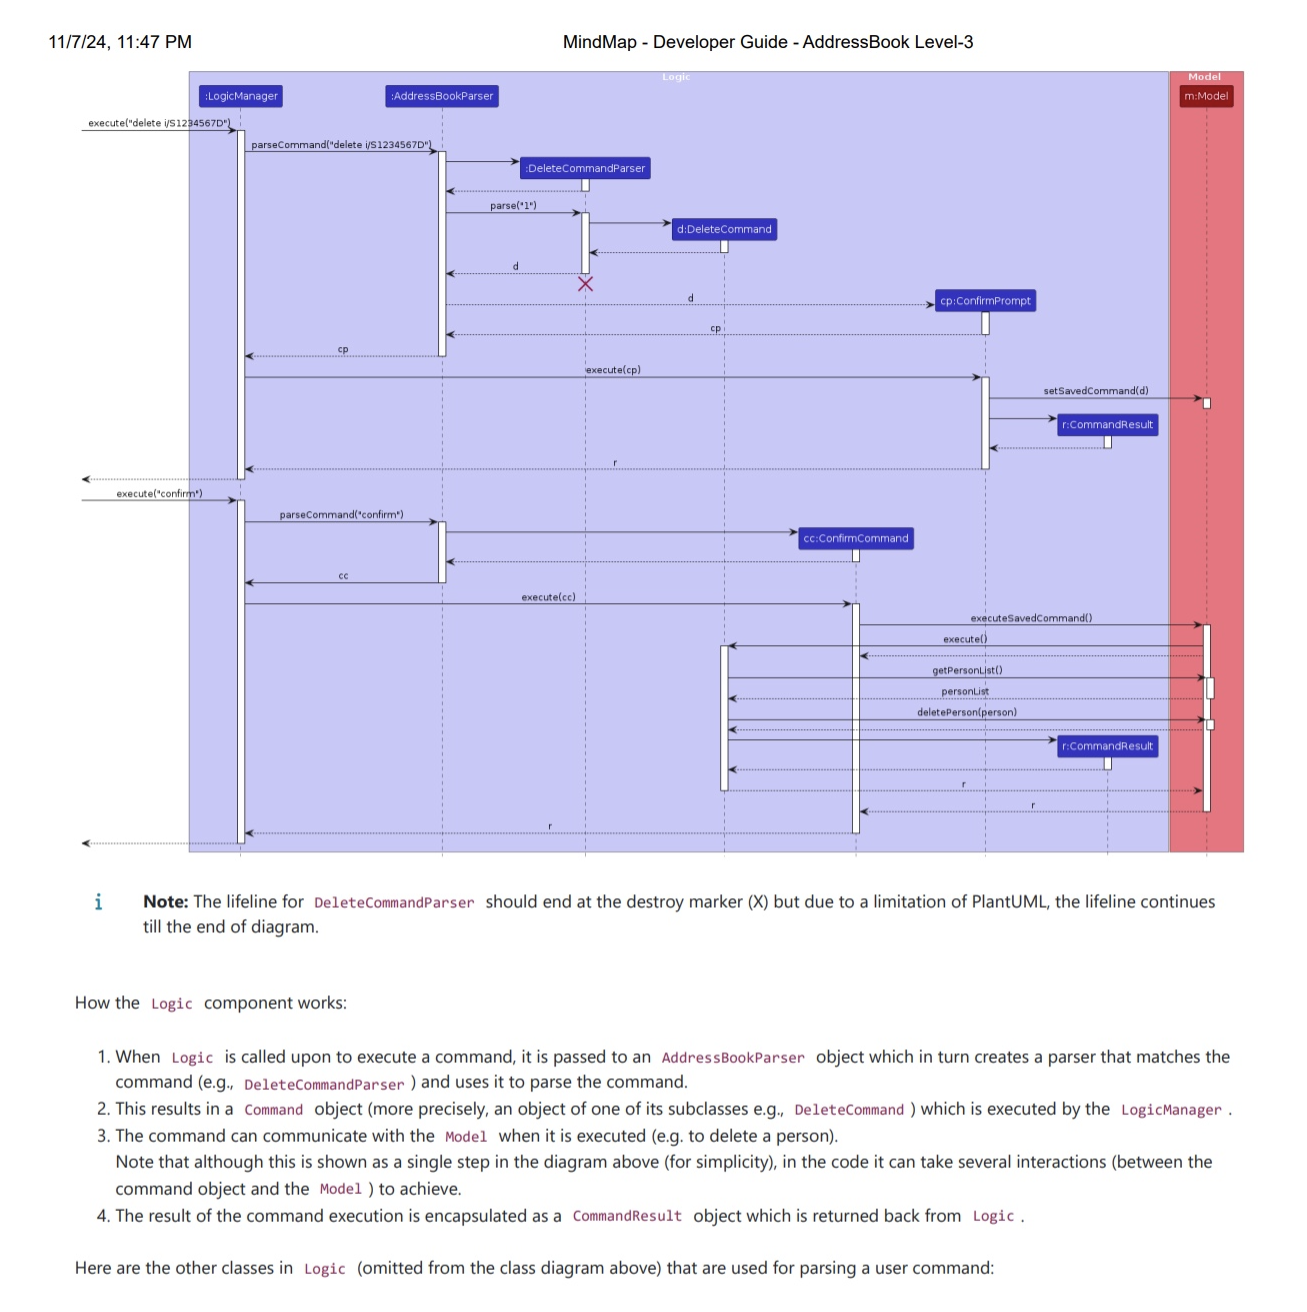 11/7/24, 11:47 PM
MindMap - Developer Guide - AddressBook Level-3
Logic
Model
:LogicManager
:AddressBookParser
m:Model
execute("delete i/S1234567D")
parseCommand("delete i/S1234567D")
:DeleteCommandParser
parse("1")
d:DeleteCommand
d
d
cp:ConfirmPrompt
cp
cp
execute(cp)
setSavedCommand(d)
r:CommandResult
r
execute("confirm")
parseCommand("confirm")
cc:ConfirmCommand
cc
execute(cc)
executeSavedCommand()
execute()
getPersonList()
personList
deletePerson(person)
r:CommandResult
r
r
r
i
Note: The lifeline for DeleteCommandParser should end at the destroy marker (X) but due to a limitation of PlantUML, the lifeline continues
till the end of diagram.
How the Logic component works:
1. When Logic is called upon to execute a command, it is passed to an AddressBookParser object which in turn creates a parser that matches the
command (e.g., DeleteCommandParser ) and uses it to parse the command.
2. This results in a Command object (more precisely, an object of one of its subclasses e.g., DeleteCommand ) which is executed by the LogicManager .
3. The command can communicate with the Model when it is executed (e.g. to delete a person).
Note that although this is shown as a single step in the diagram above (for simplicity), in the code it can take several interactions (between the
command object and the Model ) to achieve.
4. The result of the command execution is encapsulated as a CommandResult object which is returned back from Logic .
Here are the other classes in Logic (omitted from the class diagram above) that are used for parsing a user command: